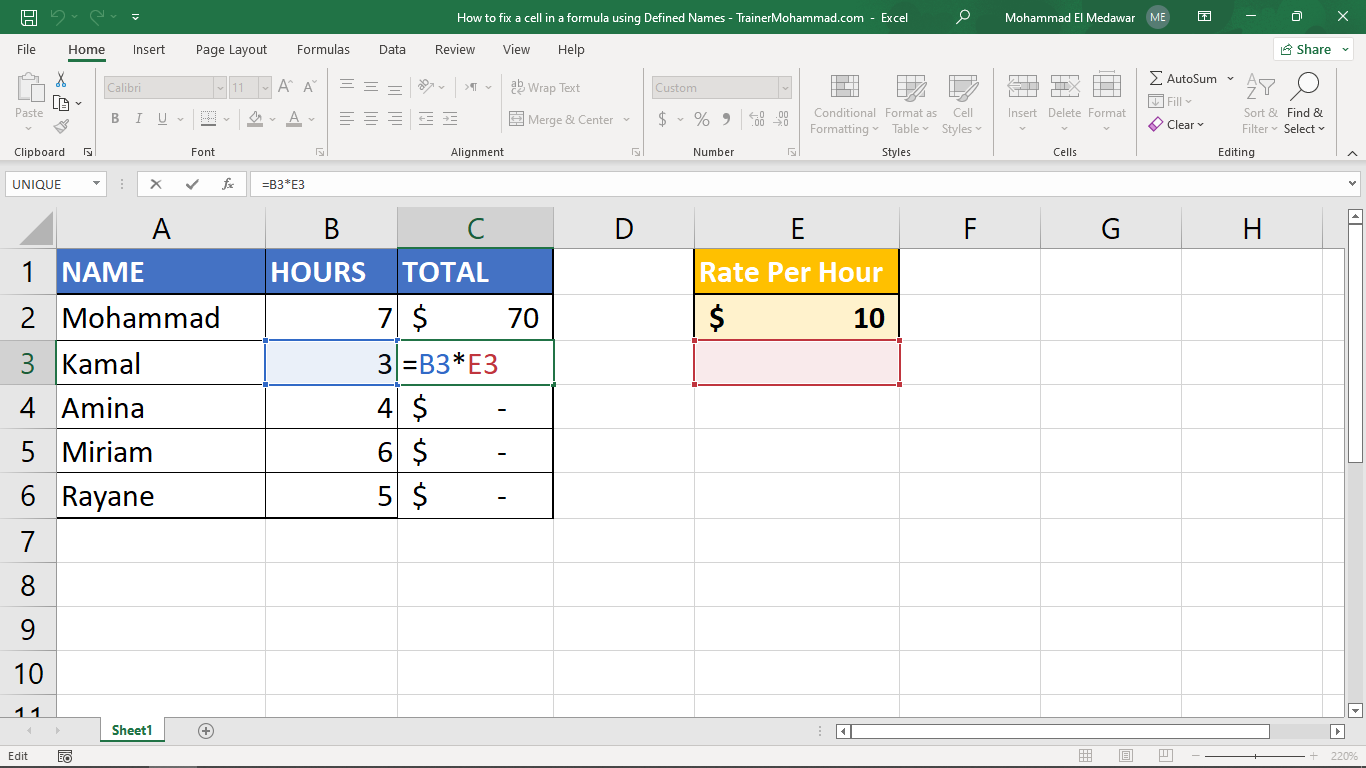 How to fix a cell in a formula using Defined Names - TrainerMohammad.com - Excel
Mohammad El Medawar ME
File Home Insert Page Layout Formulas Data Review View Help
Share
Paste
Calibri 11
B I U A
Wrap Text
Merge & Center
Custom
$ % 9
Conditional Formatting
Format as Table
Cell Styles
Insert Delete Format
AutoSum
Fill
Clear
Sort & Filter
Find & Select
Clipboard Font Alignment Number Styles Cells Editing
UNIQUE fx =B3*E3
A B C D E F G H
1 NAME HOURS TOTAL Rate Per Hour
2 Mohammad 7 $ 70 $ 10
3 Kamal 3 =B3*E3
4 Amina 4 $ -
5 Miriam 6 $ -
6 Rayane 5 $ -
7
8
9
10
11
Sheet1
Edit 220%